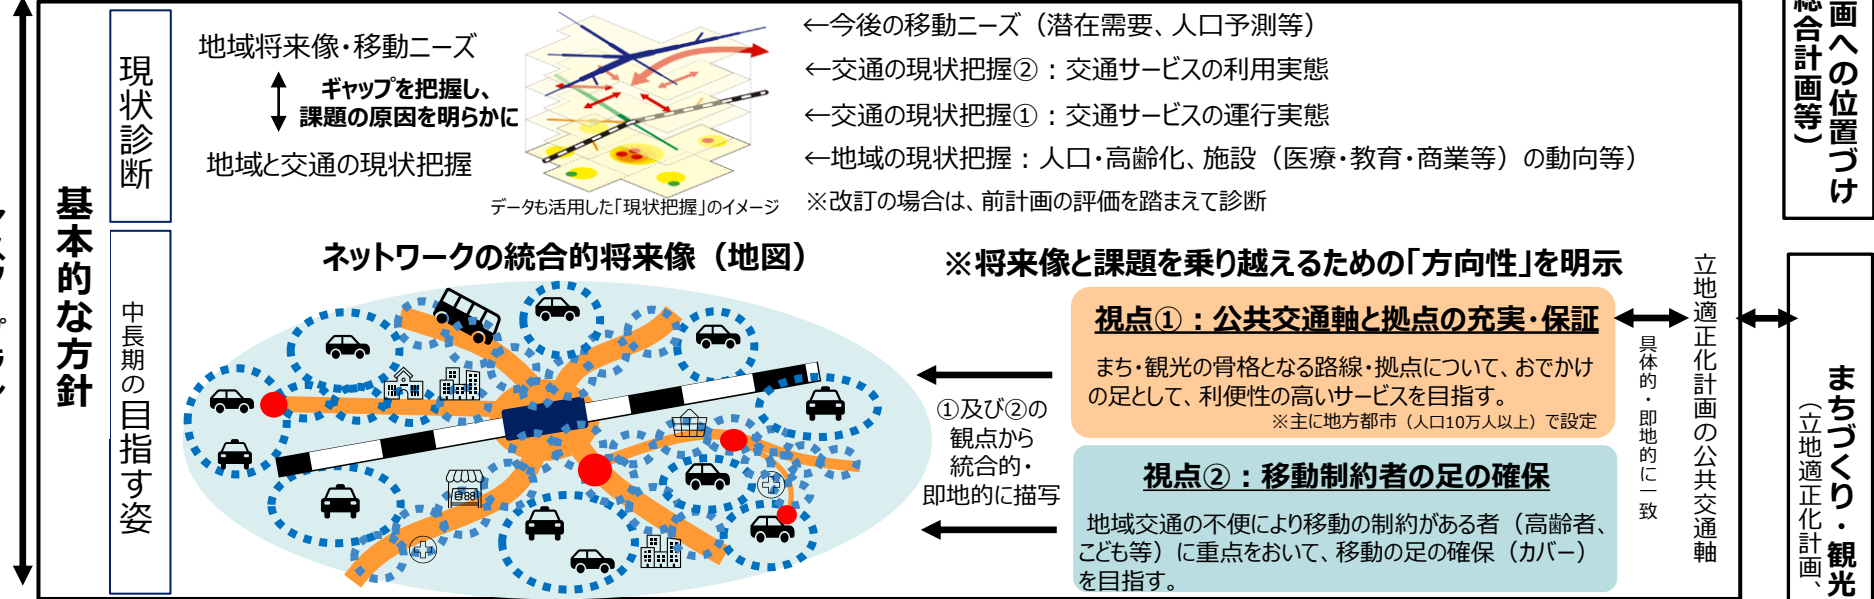 基本的な方針
現状診断
地域将来像・移動ニーズ
ギャップを把握し、
課題の原因を明らかに
地域と交通の現状把握
データも活用した「現状把握」のイメージ
←今後の移動ニーズ（潜在需要、人口予測等）
←交通の現状把握②：交通サービスの利用実態
←交通の現状把握①：交通サービスの運行実態
←地域の現状把握：人口・高齢化、施設（医療・教育・商業等）の動向等）
※改訂の場合は、前計画の評価を踏まえて診断
中長期の目指す姿
ネットワークの統合的将来像（地図）
※将来像と課題を乗り越えるための「方向性」を明示
①及び②の
観点から
統合的・
即地的に描写
視点①：公共交通軸と拠点の充実・保証
まち・観光の骨格となる路線・拠点について、おでかけ
の足として、利便性の高いサービスを目指す。
※主に地方都市（人口10万人以上）で設定
視点②：移動制約者の足の確保
地域交通の不便により移動の制約がある者（高齢者、
こども等）に重点をおいて、移動の足の確保（カバー）
を目指す。
具体的・即地的に一致
立地適正化計画の公共交通軸
画への位置づけ
総合計画等）
まちづくり・観光
（立地適正化計画、